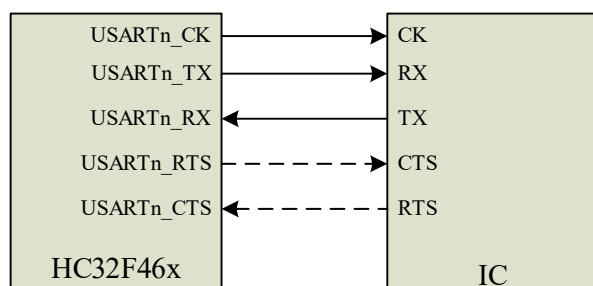 USARTn_CK CK
USARTn_TX RX
USARTn_RX TX
USARTn_RTS CTS
USARTn_CTS RTS
HC32F46x IC